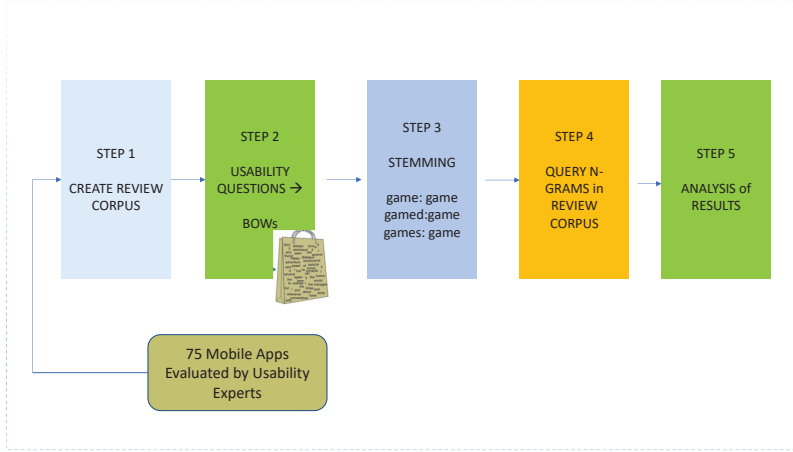 STEP 1
CREATE REVIEW
CORPUS
STEP 2
USABILITY
QUESTIONS →
BOWs
STEP 3
STEMMING
game: game
gamed:game
games: game
STEP 4
QUERY N-
GRAMS in
REVIEW
CORPUS
STEP 5
ANALYSIS of
RESULTS
75 Mobile Apps
Evaluated by Usability
Experts